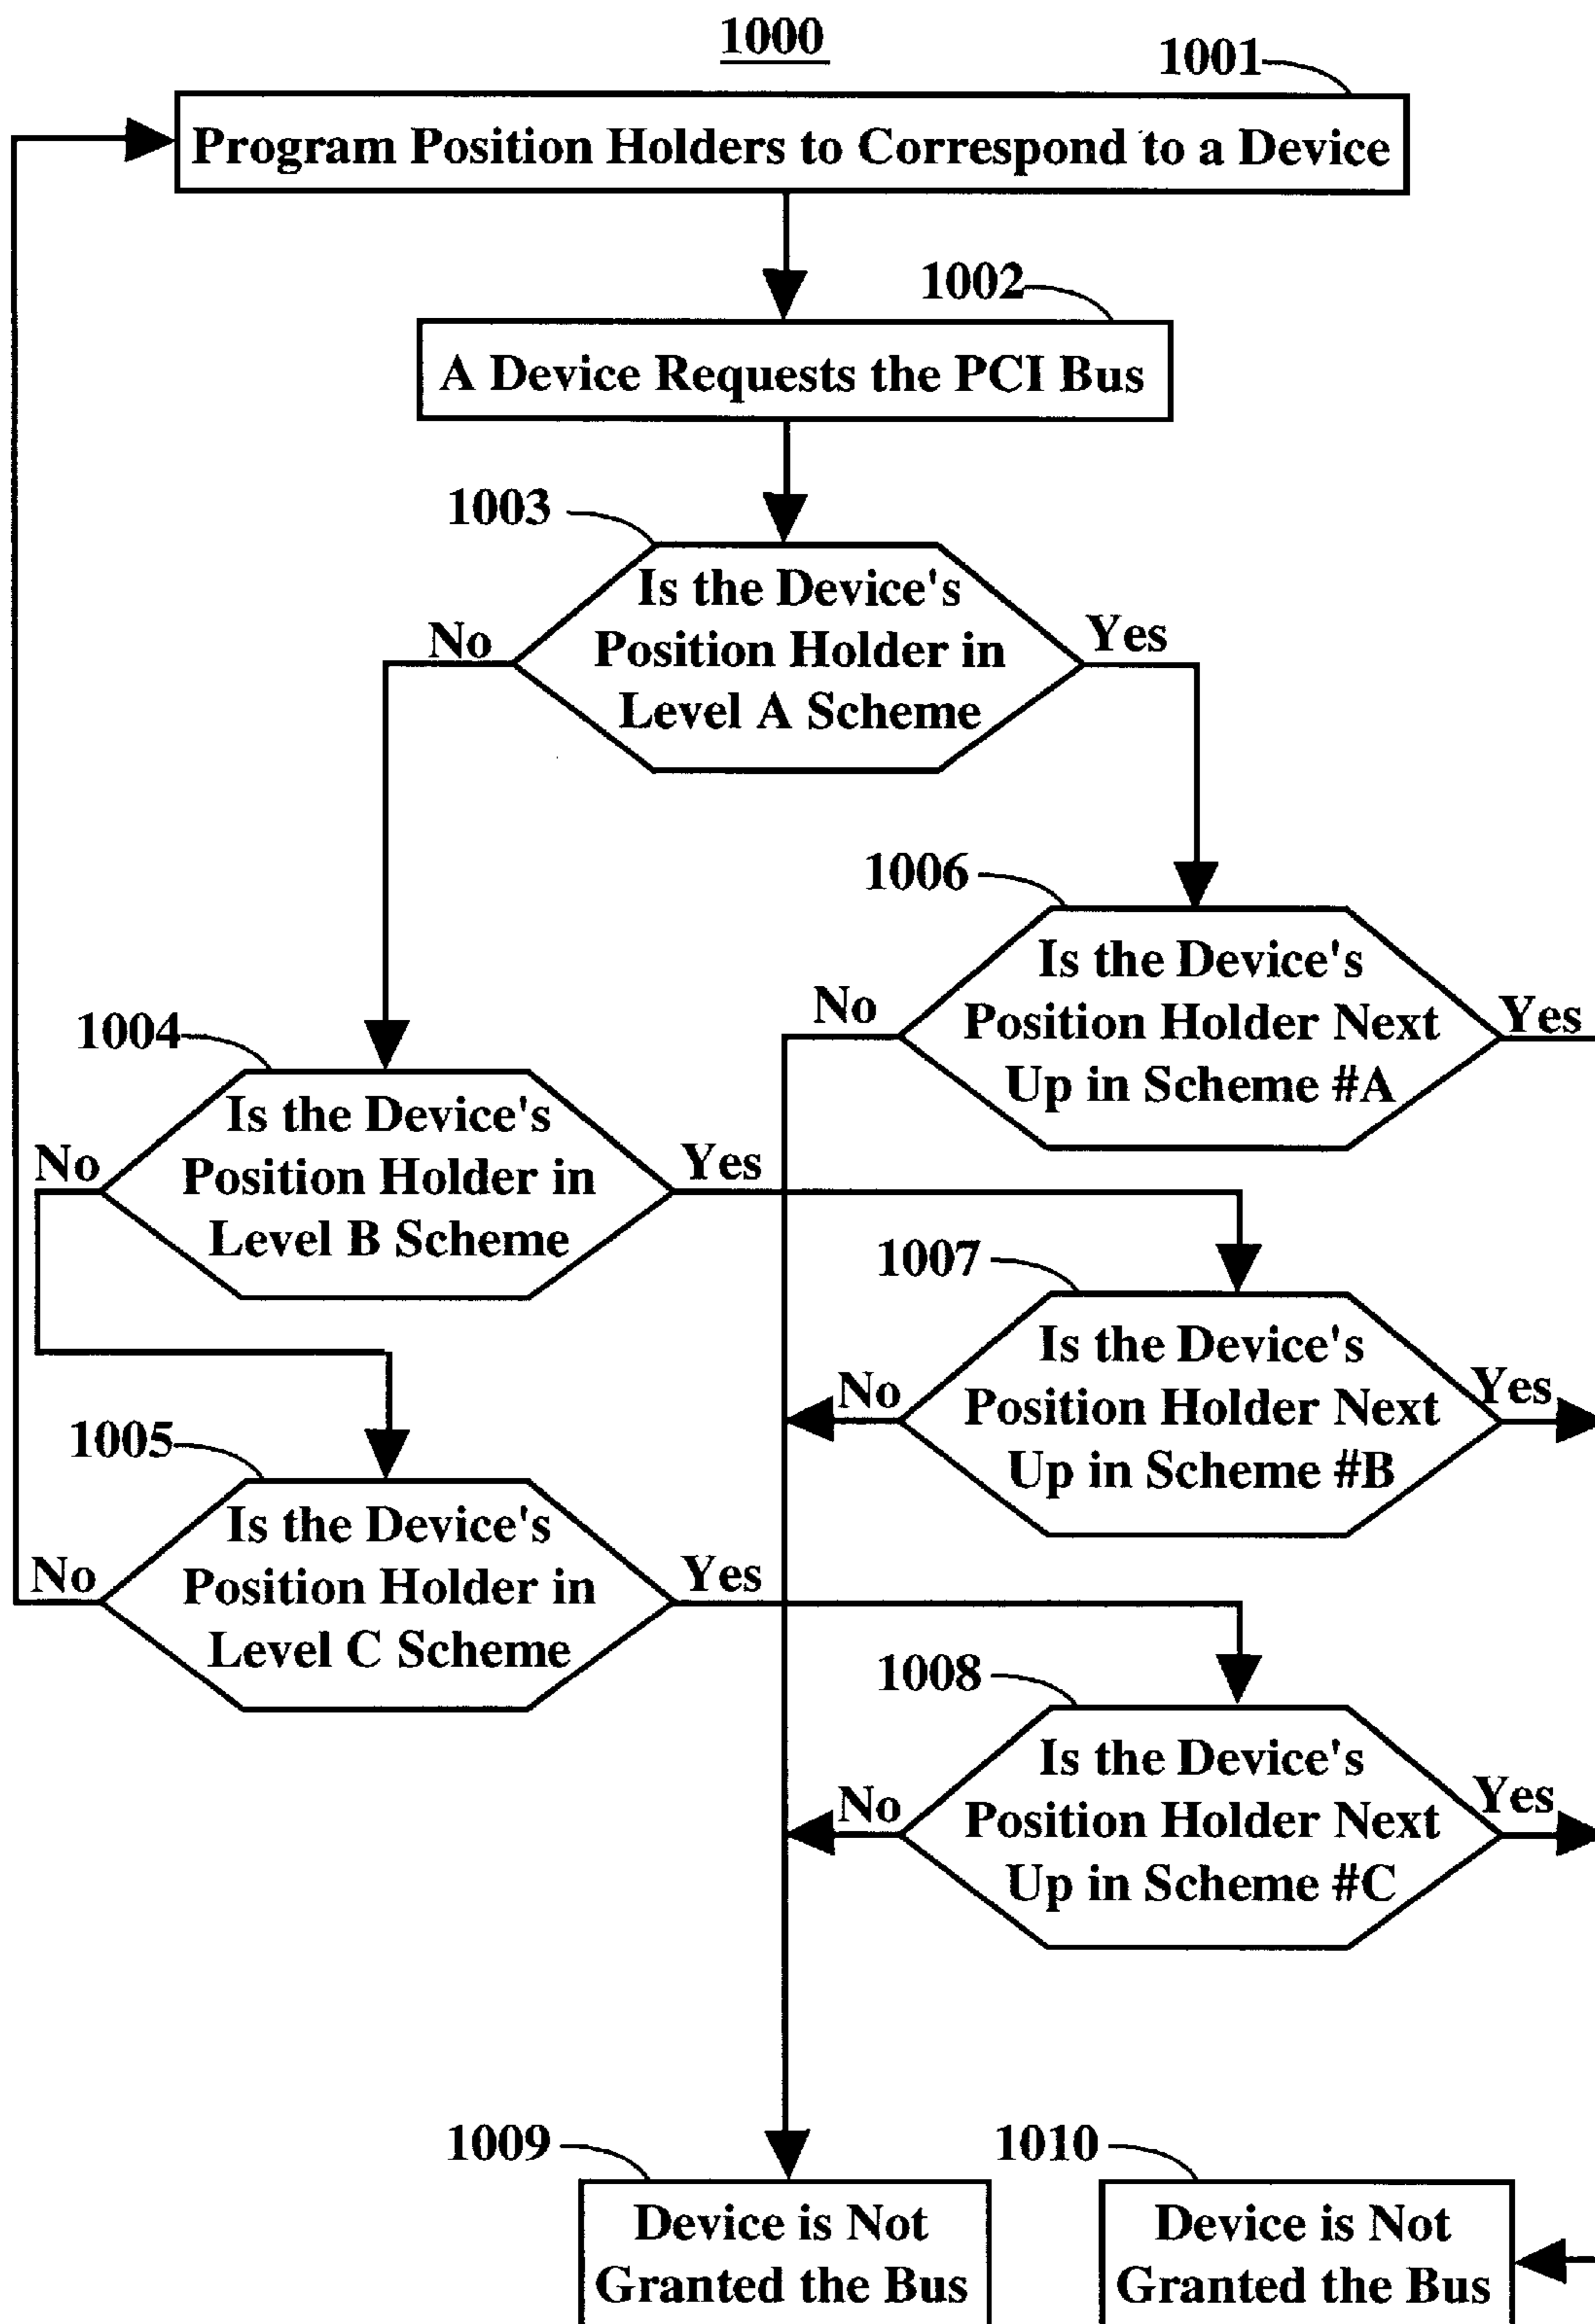 1000
1001
Program Position Holders to Correspond to a Device
1002
A Device Requests the PCI Bus
1003
Is the Device's
Position Holder in
Level A Scheme
No
Yes
1006
Is the Device's
Position Holder Next
Up in Scheme #A
No
Yes
1004
Is the Device's
Position Holder in
Level B Scheme
No
Yes
1007
Is the Device's
Position Holder Next
Up in Scheme #B
No
Yes
1005
Is the Device's
Position Holder in
Level C Scheme
No
Yes
1008
Is the Device's
Position Holder Next
Up in Scheme #C
No
Yes
1009
Device is Not
Granted the Bus
1010
Device is Not
Granted the Bus